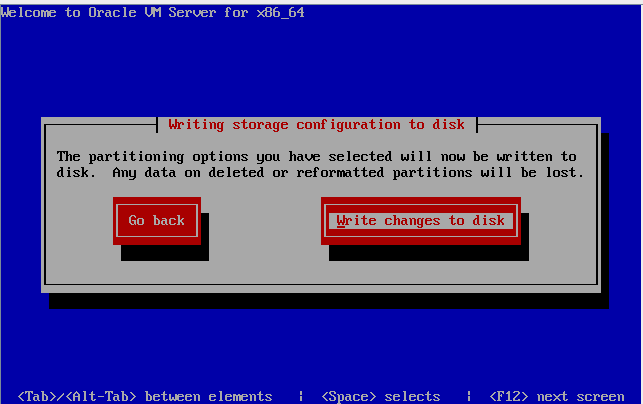 Welcome to Oracle VM Server for x86_64
Writing storage configuration to disk
The partitioning options you have selected will now be written to
disk.  Any data on deleted or reformatted partitions will be lost.
Go back
Write changes to disk
<Tab>/<Alt-Tab> between elements   |  <Space> selects   |  <F12> next screen